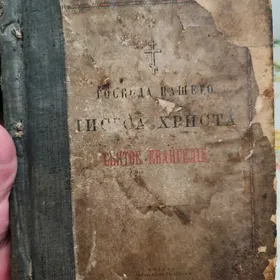 ГОСПОДА НАШЕГО
ІИСУСА ХРИСТА
СВЯТОЕ ЕВАНГЕЛІЕ